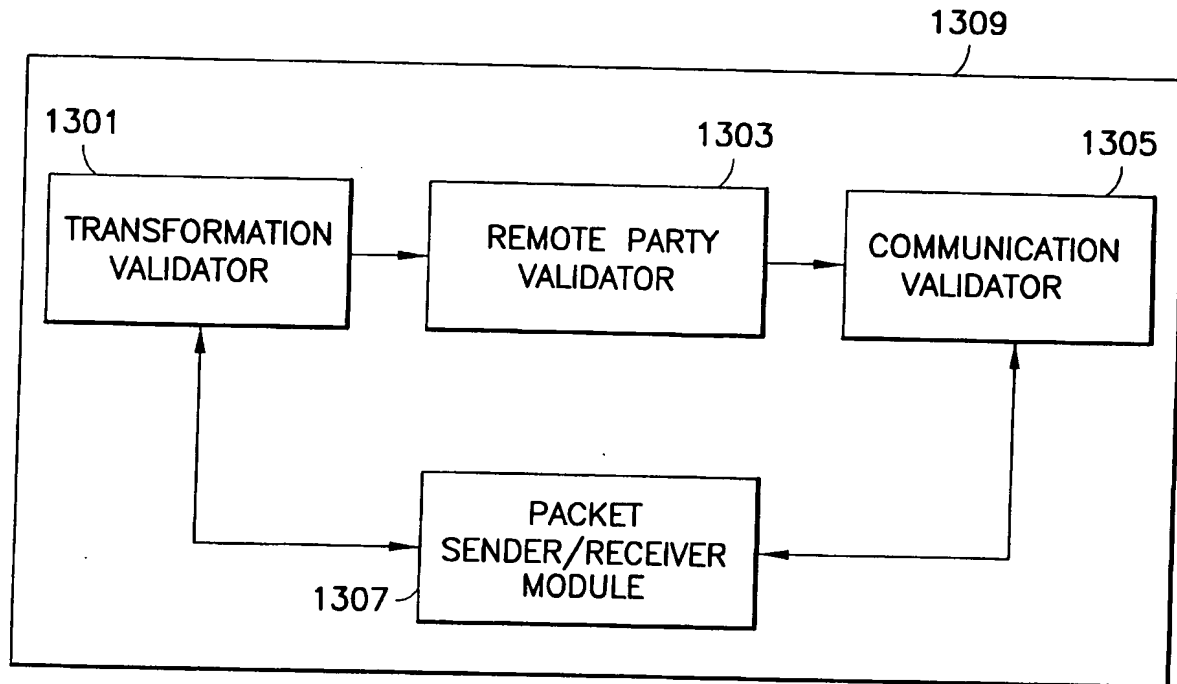 1309
1301
1303
1305
TRANSFORMATION
VALIDATOR
REMOTE PARTY
VALIDATOR
COMMUNICATION
VALIDATOR
PACKET
SENDER/RECEIVER
MODULE
1307